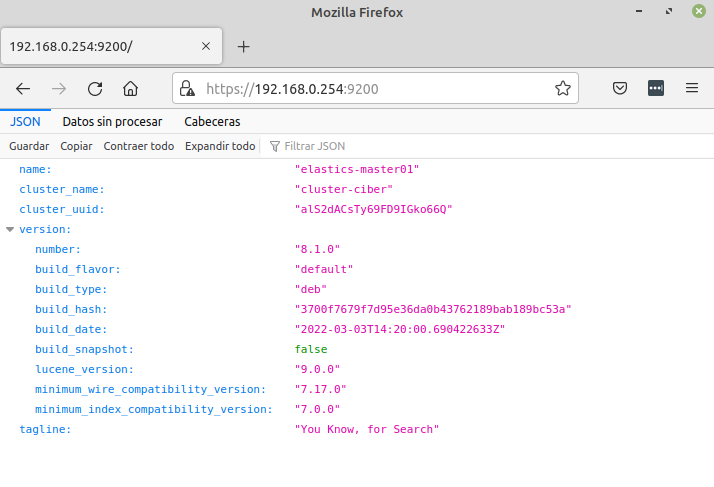 Mozilla Firefox
192.168.0.254:9200/
https://192.168.0.254:9200
JSON Datos sin procesar Cabeceras
Guardar Copiar Contraer todo Expandir todo Filtrar JSON
name: "elastics-master01"
cluster_name: "cluster-ciber"
cluster_uuid: "alS2dACsTy69FD9IGko66Q"
version:
number: "8.1.0"
build_flavor: "default"
build_type: "deb"
build_hash: "3700f7679f7d95e36da0b43762189bab189bc53a"
build_date: "2022-03-03T14:20:00.690422633Z"
build_snapshot: false
lucene_version: "9.0.0"
minimum_wire_compatibility_version: "7.17.0"
minimum_index_compatibility_version: "7.0.0"
tagline: "You Know, for Search"